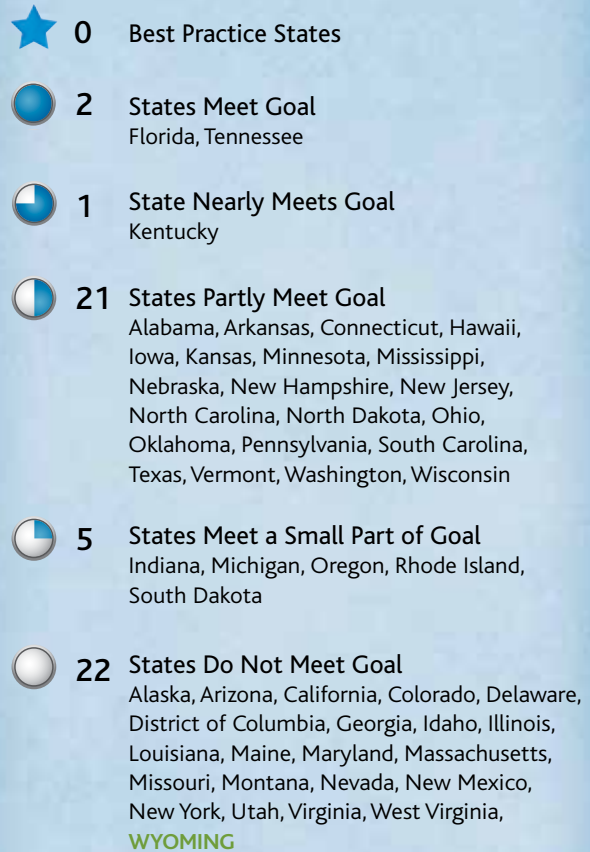 0 Best Practice States
2 States Meet Goal
Florida, Tennessee
1 State Nearly Meets Goal
Kentucky
21 States Partly Meet Goal
Alabama, Arkansas, Connecticut, Hawaii,
Iowa, Kansas, Minnesota, Mississippi,
Nebraska, New Hampshire, New Jersey,
North Carolina, North Dakota, Ohio,
Oklahoma, Pennsylvania, South Carolina,
Texas, Vermont, Washington, Wisconsin
5 States Meet a Small Part of Goal
Indiana, Michigan, Oregon, Rhode Island,
South Dakota
22 States Do Not Meet Goal
Alaska, Arizona, California, Colorado, Delaware,
District of Columbia, Georgia, Idaho, Illinois,
Louisiana, Maine, Maryland, Massachusetts,
Missouri, Montana, Nevada, New Mexico,
New York, Utah, Virginia, West Virginia,
WYOMING